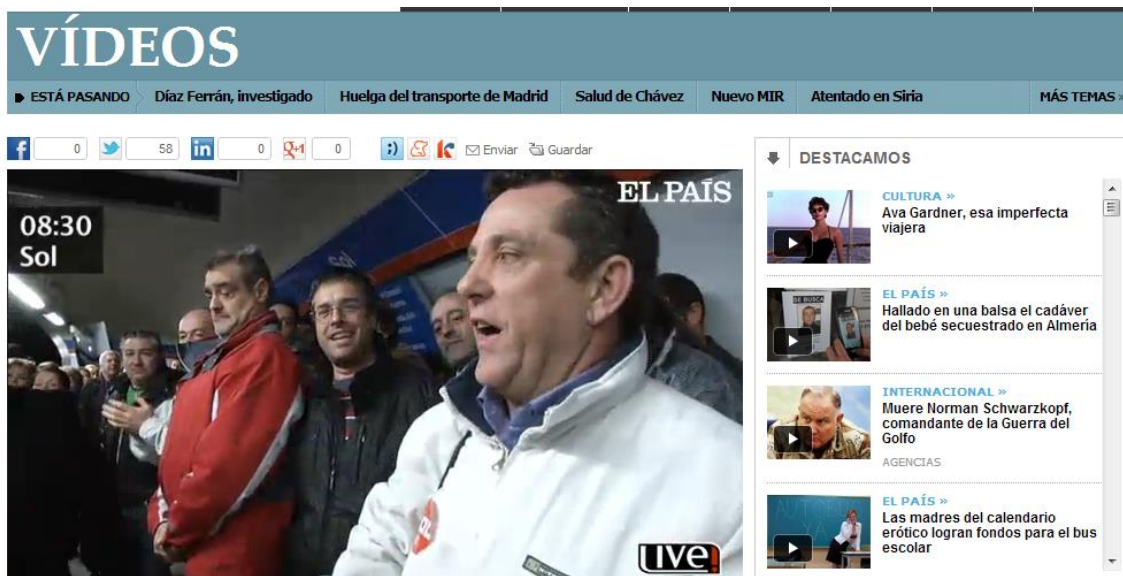 VÍDEOS
ESTÁ PASANDO
Díaz Ferrán, investigado
Huelga del transporte de Madrid
Salud de Chávez
Nuevo MIR
Atentado en Siria
MÁS TEMAS »
f 0
58
in 0
g+1 0
;)
Enviar
Guardar
08:30
Sol
EL PAÍS
Live!
DESTACAMOS
CULTURA »
Ava Gardner, esa imperfecta
viajera
EL PAÍS »
SE BUSCA
Hallado en una balsa el cadáver
del bebé secuestrado en Almería
INTERNACIONAL »
Muere Norman Schwarzkopf,
comandante de la Guerra del
Golfo
AGENCIAS
EL PAÍS »
Las madres del calendario
erótico logran fondos para el bus
escolar